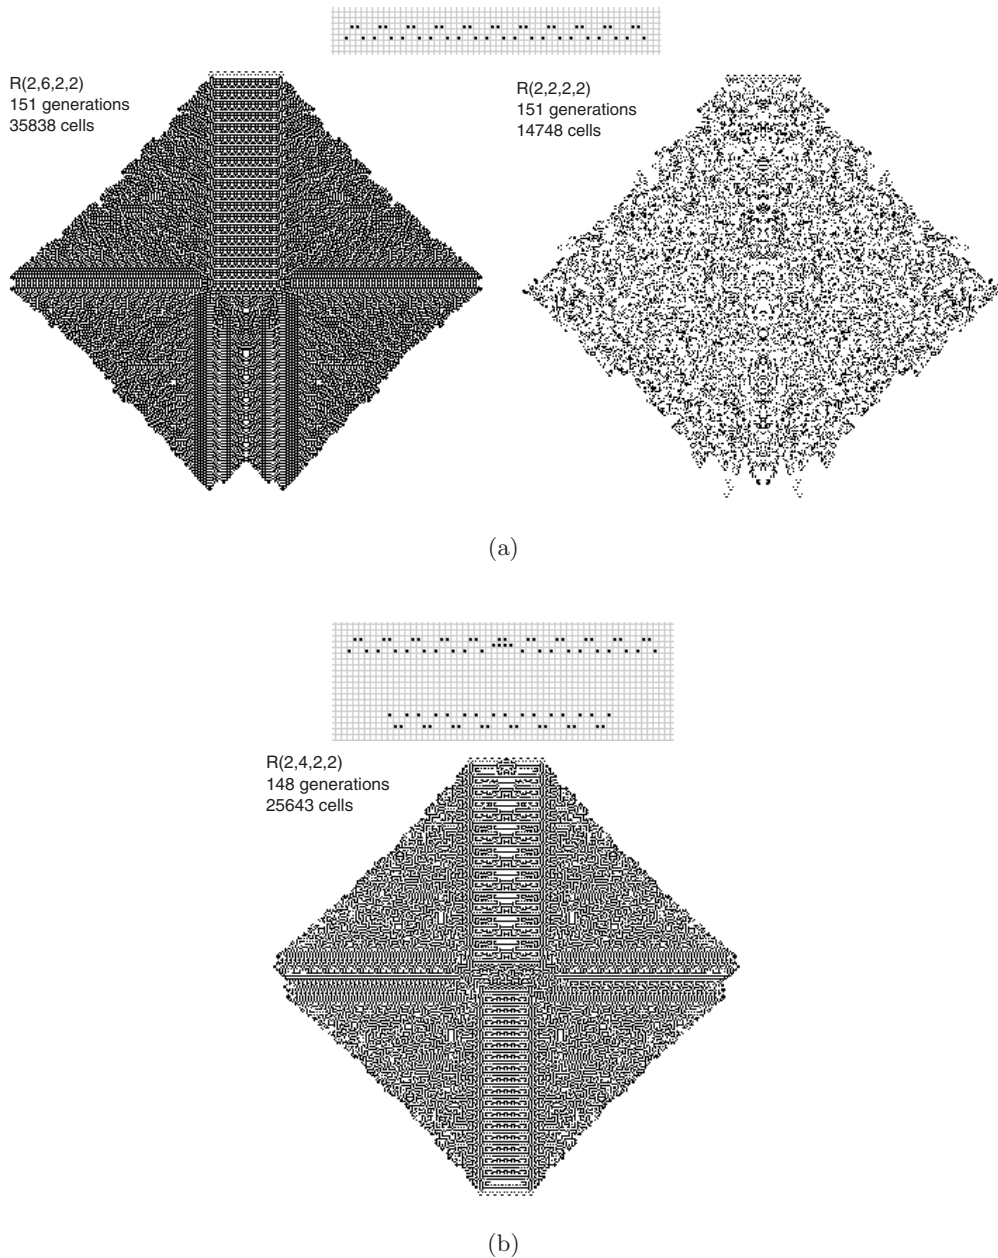 R(2,6,2,2)
151 generations
35838 cells
R(2,2,2,2)
151 generations
14748 cells
(a)
R(2,4,2,2)
148 generations
25643 cells
(b)